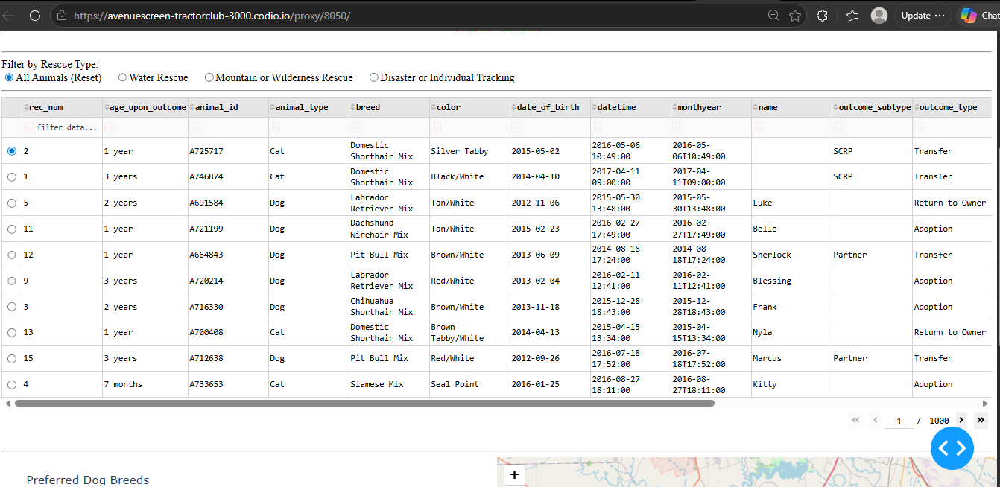 https://avenuescreen-tractorclub-3000.codio.io/proxy/8050/ Update Chat
Filter by Rescue Type:
All Animals (Reset) Water Rescue Mountain or Wilderness Rescue Disaster or Individual Tracking
rec_num age_upon_outcome animal_id animal_type breed color date_of_birth datetime monthyear name outcome_subtype outcome_type
filter data...
2 1 year A725717 Cat Domestic Shorthair Mix Silver Tabby 2015-05-02 2016-05-06 10:49:00 2016-05-06T10:49:00 SCRP Transfer
1 3 years A746874 Cat Domestic Shorthair Mix Black/White 2014-04-10 2017-04-11 09:00:00 2017-04-11T09:00:00 SCRP Transfer
5 2 years A691584 Dog Labrador Retriever Mix Tan/White 2012-11-06 2015-05-30 13:48:00 2015-05-30T13:48:00 Luke Return to Owner
11 1 year A721199 Dog Dachshund Wirehair Mix Tan/White 2015-02-23 2016-02-27 17:49:00 2016-02-27T17:49:00 Belle Adoption
12 1 year A664843 Dog Pit Bull Mix Brown/White 2013-06-09 2014-08-18 17:24:00 2014-08-18T17:24:00 Sherlock Partner Transfer
9 3 years A720214 Dog Labrador Retriever Mix Red/White 2013-02-04 2016-02-11 12:41:00 2016-02-11T12:41:00 Blessing Adoption
3 2 years A716330 Dog Chihuahua Shorthair Mix Brown/White 2013-11-18 2015-12-28 18:43:00 2015-12-28T18:43:00 Frank Adoption
13 1 year A700408 Cat Domestic Shorthair Mix Brown Tabby/White 2014-04-13 2015-04-15 13:34:00 2015-04-15T13:34:00 Nyla Return to Owner
15 3 years A712638 Dog Pit Bull Mix Red/White 2012-09-26 2016-07-18 17:52:00 2016-07-18T17:52:00 Marcus Partner Transfer
4 7 months A733653 Cat Siamese Mix Seal Point 2016-01-25 2016-08-27 18:11:00 2016-08-27T18:11:00 Kitty Adoption
1 / 1000
Preferred Dog Breeds
+